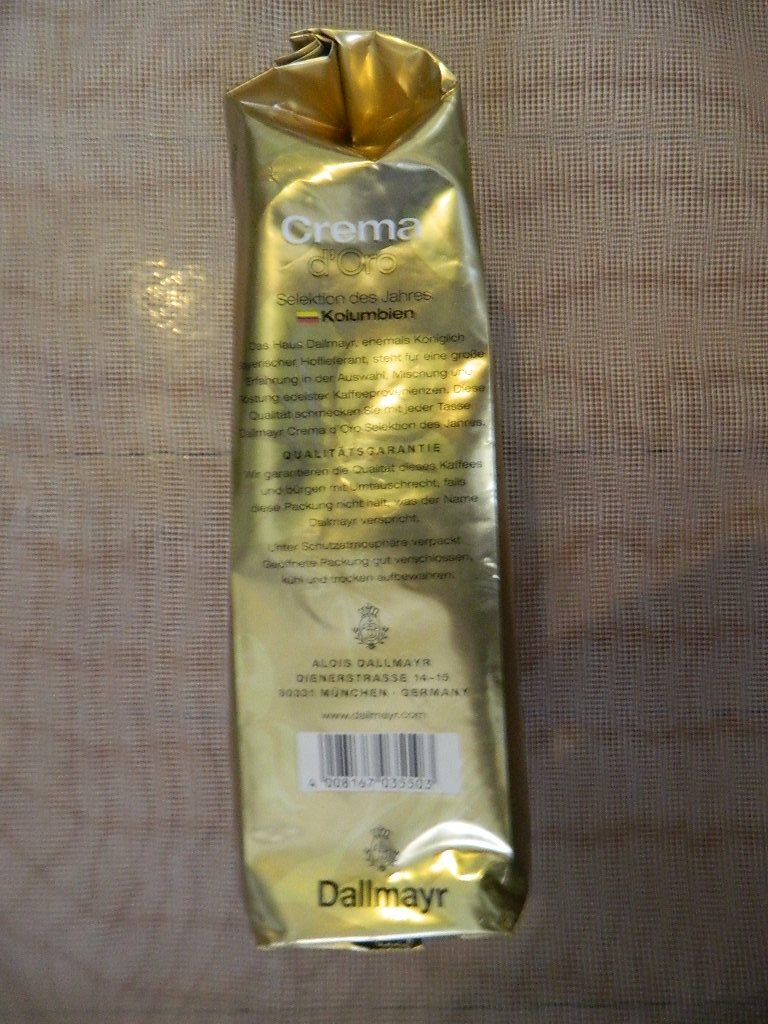 Crema
d'Oro
Selektion des Jahres
Kolumbien
Das Haus Dallmayr, ehemals Königlich
Bayerischer Hoflieferant, steht für eine große
Erfahrung in der Auswahl, Mischung und
Röstung edelster Kaffeeprovenienzen. Diese
Qualität schmecken Sie mit jeder Tasse
Dallmayr Crema d'Oro Selektion des Jahres.
QUALITÄTSGARANTIE
Wir garantieren die Qualität dieses Kaffees
und bürgen mit Umtauschrecht, falls
diese Packung nicht hält, was der Name
Dallmayr verspricht.
Unter Schutzatmosphäre verpackt
Geöffnete Packung gut verschlossen,
kühl und trocken aufbewahren.
ALOIS DALLMAYR
DIENERSTRASSE 14-15
80331 MÜNCHEN · GERMANY
www.dallmayr.com
4 008167 035503
Dallmayr